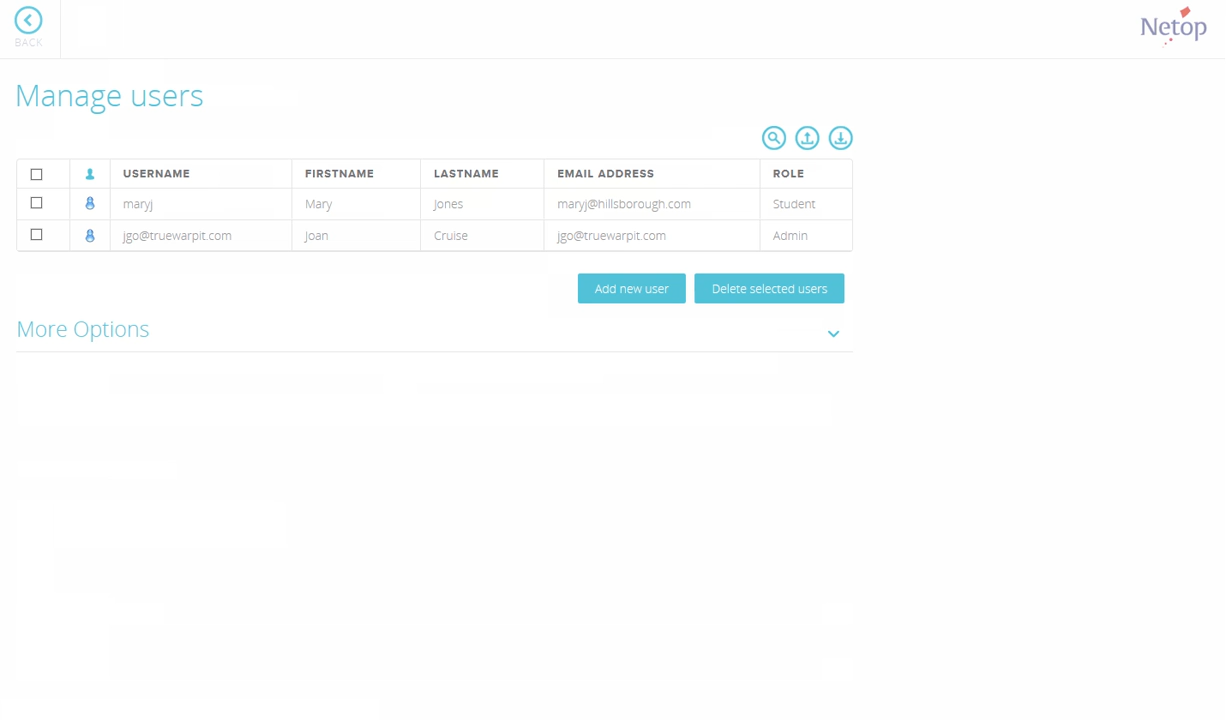 BACK
Netop
Manage users
USERNAME FIRSTNAME LASTNAME EMAIL ADDRESS ROLE
maryj Mary Jones maryj@hillsborough.com Student
jgo@truewarpit.com Joan Cruise jgo@truewarpit.com Admin
Add new user Delete selected users
More Options